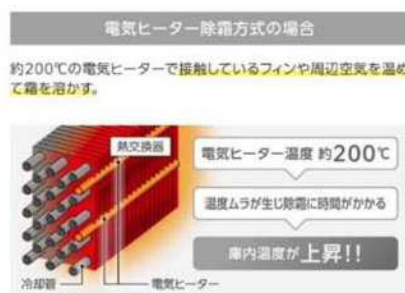 電気ヒーター除霜方式の場合
約200℃の電気ヒーターで接触しているフィンや周辺空気を温め
て霜を溶かす。
熱交換器
電気ヒーター温度 約200℃
温度ムラが生じ除霜に時間がかかる
庫内温度が上昇!!
冷却管
電気ヒーター